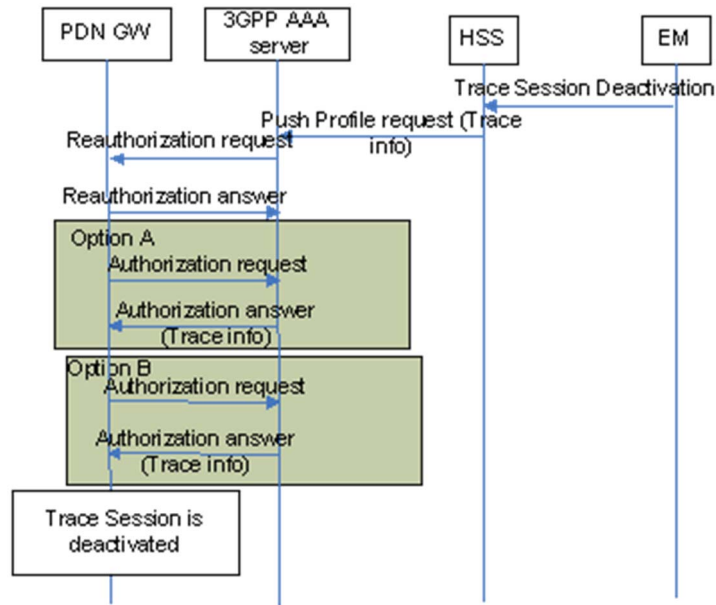 PDN GW
3GPP AAA
server
HSS
EM
Trace Session Deactivation
Push Profile request (Trace
info)
Reauthorization request
Reauthorization answer
Option A
Authorization request
Authorization answer
(Trace info)
Option B
Authorization request
Authorization answer
(Trace info)
Trace Session is
deactivated